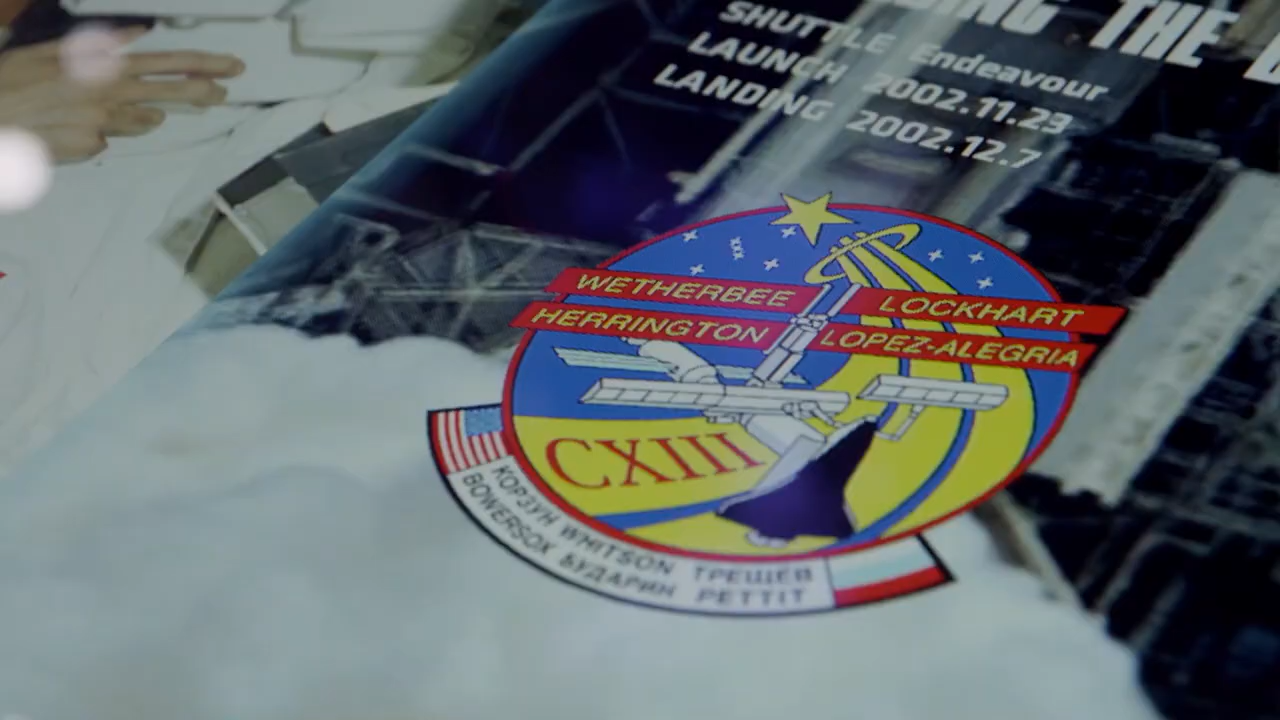 THE
SHUTTLE Endeavour
LAUNCH 2002.11.23
LANDING 2002.12.7
WETHERBEE LOCKHART
HERRINGTON LOPEZ-ALEGRIA
CXIII
КОРЗУН WHITSON ТРЕЩЕВ
BOWERSOX БУДАРИН PETTIT